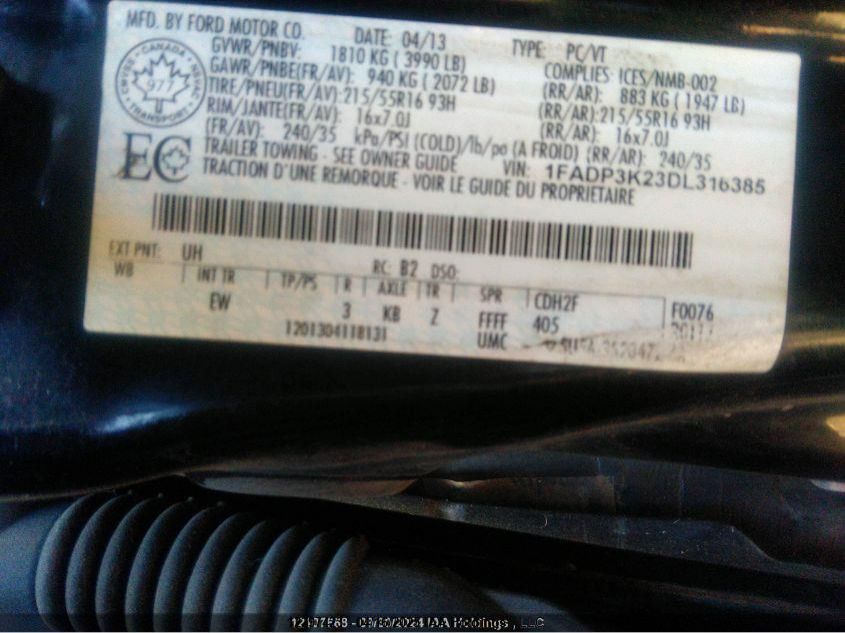 MFD. BY FORD MOTOR CO. DATE: 04/13 TYPE: PC/VT
GVWR/PNBV: 1810 KG ( 3990 LB) COMPLIES: ICES/NMB-002
GAWR/PNBE(FR/AV): 940 KG ( 2072 LB) (RR/AR): 883 KG ( 1947 LB)
TIRE/PNEU(FR/AV): 215/55R16 93H (RR/AR): 215/55R16 93H
RIM/JANTE(FR/AV): 16x7.0J (RR/AR): 16x7.0J
(FR/AV): 240/35 kPa/PSI (COLD)/lb/po (A FROID) (RR/AR): 240/35
TRAILER TOWING - SEE OWNER GUIDE VIN: 1FADP3K23DL316385
TRACTION D'UNE REMORQUE - VOIR LE GUIDE DU PROPRIETAIRE
CANADA
977
TRANSPORT
EC
EXT PNT: UH RC: B2 DSO:
WB INT TR TP/PS R AXLE TR SPR CDH2F F0076
EW 3 KB Z FFFF 405
1201304118131 UMC
IAA Holdings , LLC